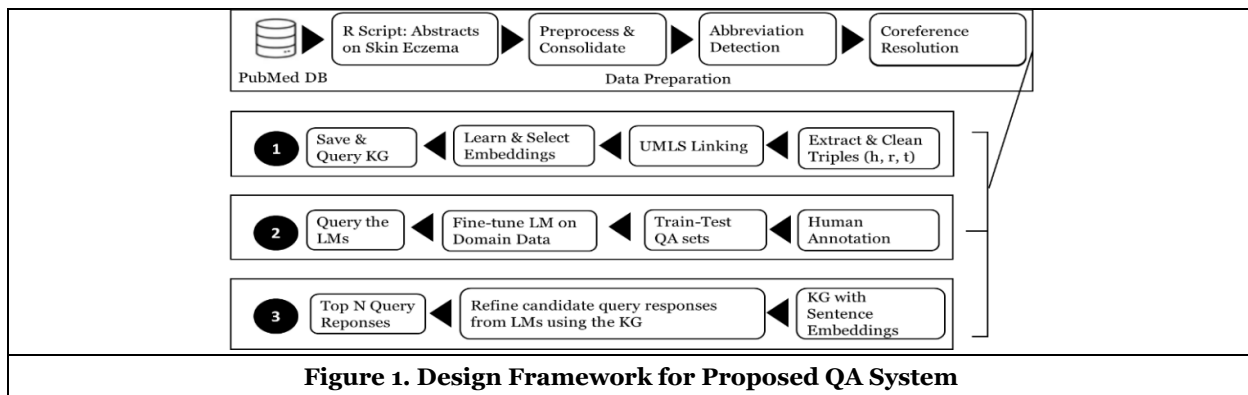 R Script: Abstracts
on Skin Eczema
Preprocess &
Consolidate
Abbreviation
Detection
Coreference
Resolution
PubMed DB
Data Preparation
1
Save &
Query KG
Learn & Select
Embeddings
UMLS Linking
Extract & Clean
Triples (h, r, t)
2
Query the
LMs
Fine-tune LM on
Domain Data
Train-Test
QA sets
Human
Annotation
3
Top N Query
Reponses
Refine candidate query responses
from LMs using the KG
KG with
Sentence
Embeddings
Figure 1. Design Framework for Proposed QA System